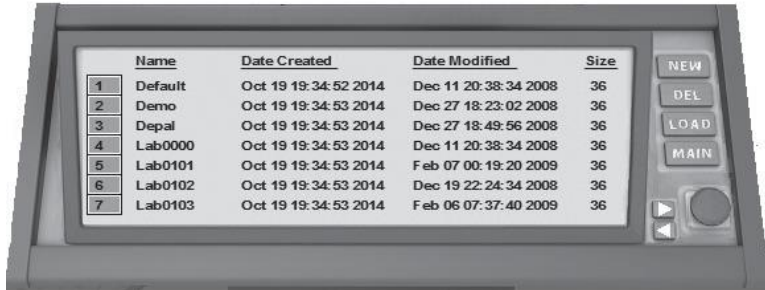 Name Date Created Date Modified Size
1 Default Oct 19 19:34:52 2014 Dec 11 20:38:34 2008 36
2 Demo Oct 19 19:34:53 2014 Dec 27 18:23:02 2008 36
3 Depal Oct 19 19:34:53 2014 Dec 27 18:49:56 2008 36
4 Lab0000 Oct 19 19:34:53 2014 Dec 11 20:38:34 2008 36
5 Lab0101 Oct 19 19:34:53 2014 Feb 07 00:19:20 2009 36
6 Lab0102 Oct 19 19:34:53 2014 Dec 19 22:24:34 2008 36
7 Lab0103 Oct 19 19:34:53 2014 Feb 06 07:37:40 2009 36
NEW
DEL
LOAD
MAIN